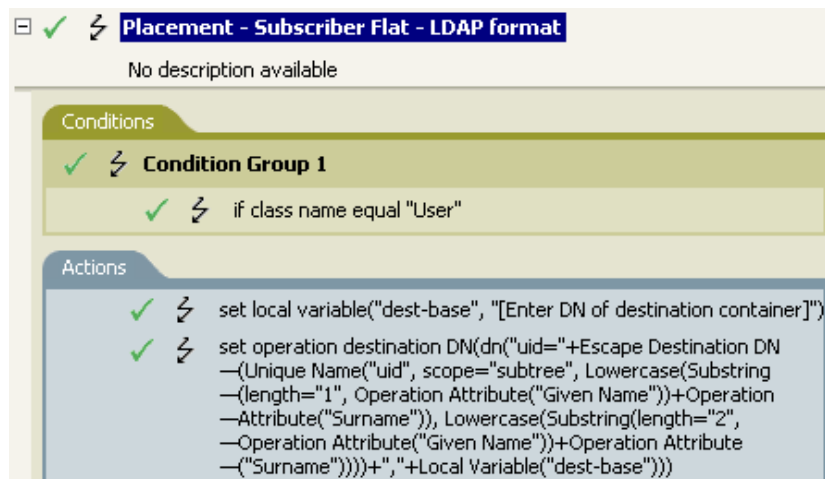 Placement - Subscriber Flat - LDAP format
No description available
Conditions
Condition Group 1
if class name equal "User"
Actions
set local variable("dest-base", "[Enter DN of destination container]")
set operation destination DN(dn("uid="+Escape Destination DN
—(Unique Name("uid", scope="subtree", Lowercase(Substring
—(length="1", Operation Attribute("Given Name"))+Operation
—Attribute("Surname")), Lowercase(Substring(length="2",
—Operation Attribute("Given Name"))+Operation Attribute
—("Surname"))))+","+Local Variable("dest-base")))